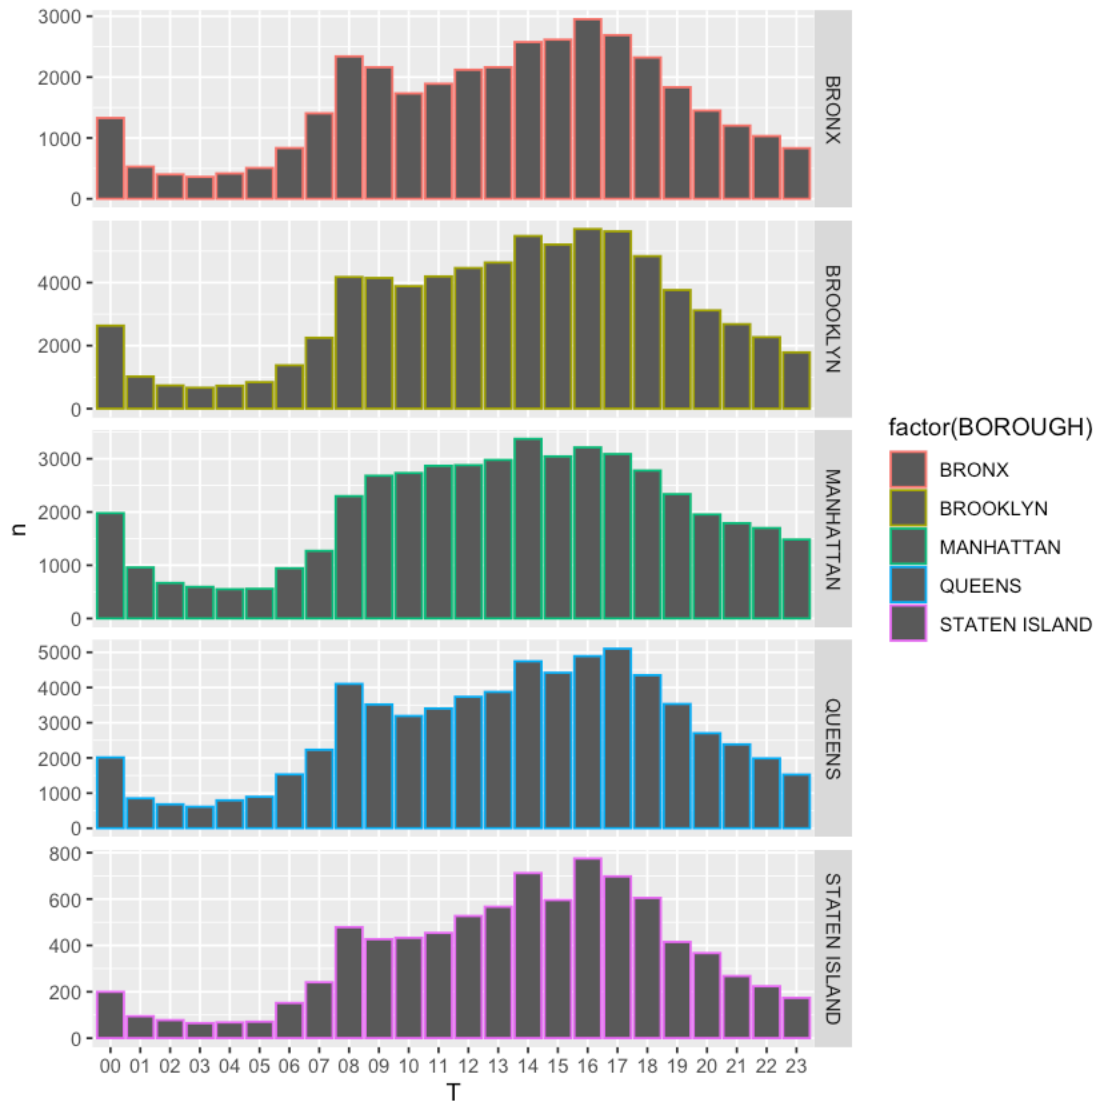 3000
2000
1000
0
BRONX
4000
2000
0
BROOKLYN
3000
2000
1000
0
MANHATTAN
5000
4000
3000
2000
1000
0
QUEENS
800
600
400
200
0
STATEN ISLAND
00 01 02 03 04 05 06 07 08 09 10 11 12 13 14 15 16 17 18 19 20 21 22 23
T
n
factor(BOROUGH)
BRONX
BROOKLYN
MANHATTAN
QUEENS
STATEN ISLAND